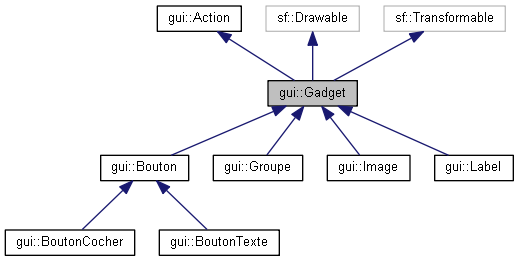 gui::Action
sf::Drawable
sf::Transformable
gui::Gadget
gui::Bouton
gui::Groupe
gui::Image
gui::Label
gui::BoutonCocher
gui::BoutonTexte